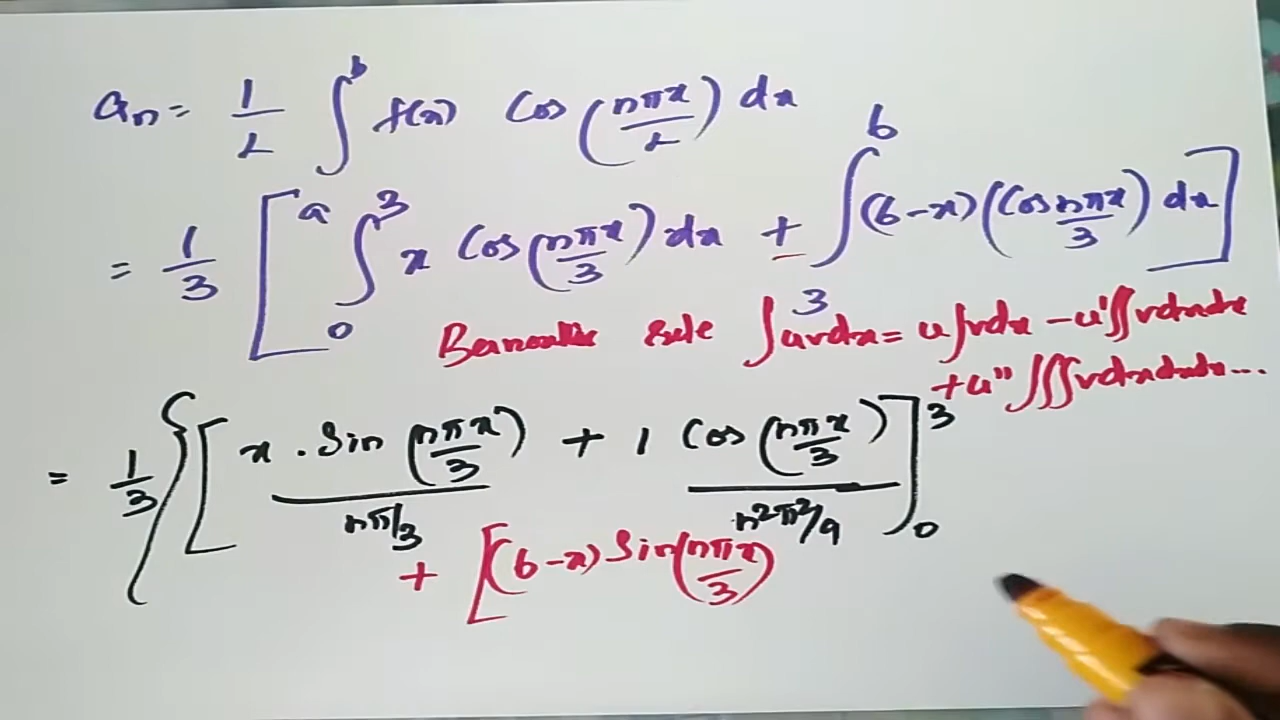 aₙ = 1/L ∫^b f(x) Cos (nπx/L) dx
= 1/3 [ a ∫₀³ x Cos (nπx/3) dx + ∫₃⁶ (6-x) (Cos nπx/3) dx ]
rule ∫uvdx = u∫vdx - u'∫∫vdxdx
+ u'' ∫∫∫vdxdxdx...
= 1/3 { [ x . Sin (nπx/3) / nπ/3 + 1 Cos (nπx/3) / n²π²/9 ]₀³
+ [ (6-x) Sin (nπx/3)